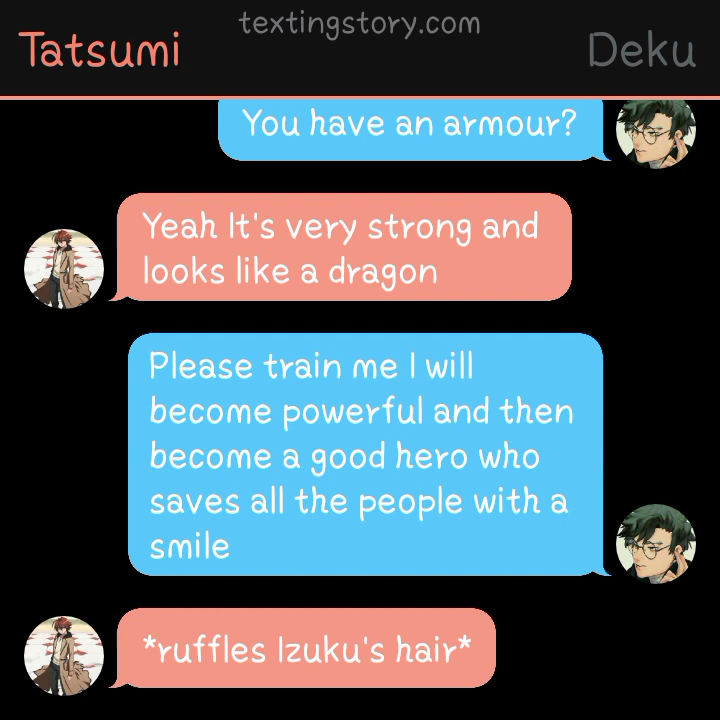 textingstory.com
Tatsumi
Deku
You have an armour?
Yeah It's very strong and
looks like a dragon
Please train me I will
become powerful and then
become a good hero who
saves all the people with a
smile
*ruffles Izuku's hair*